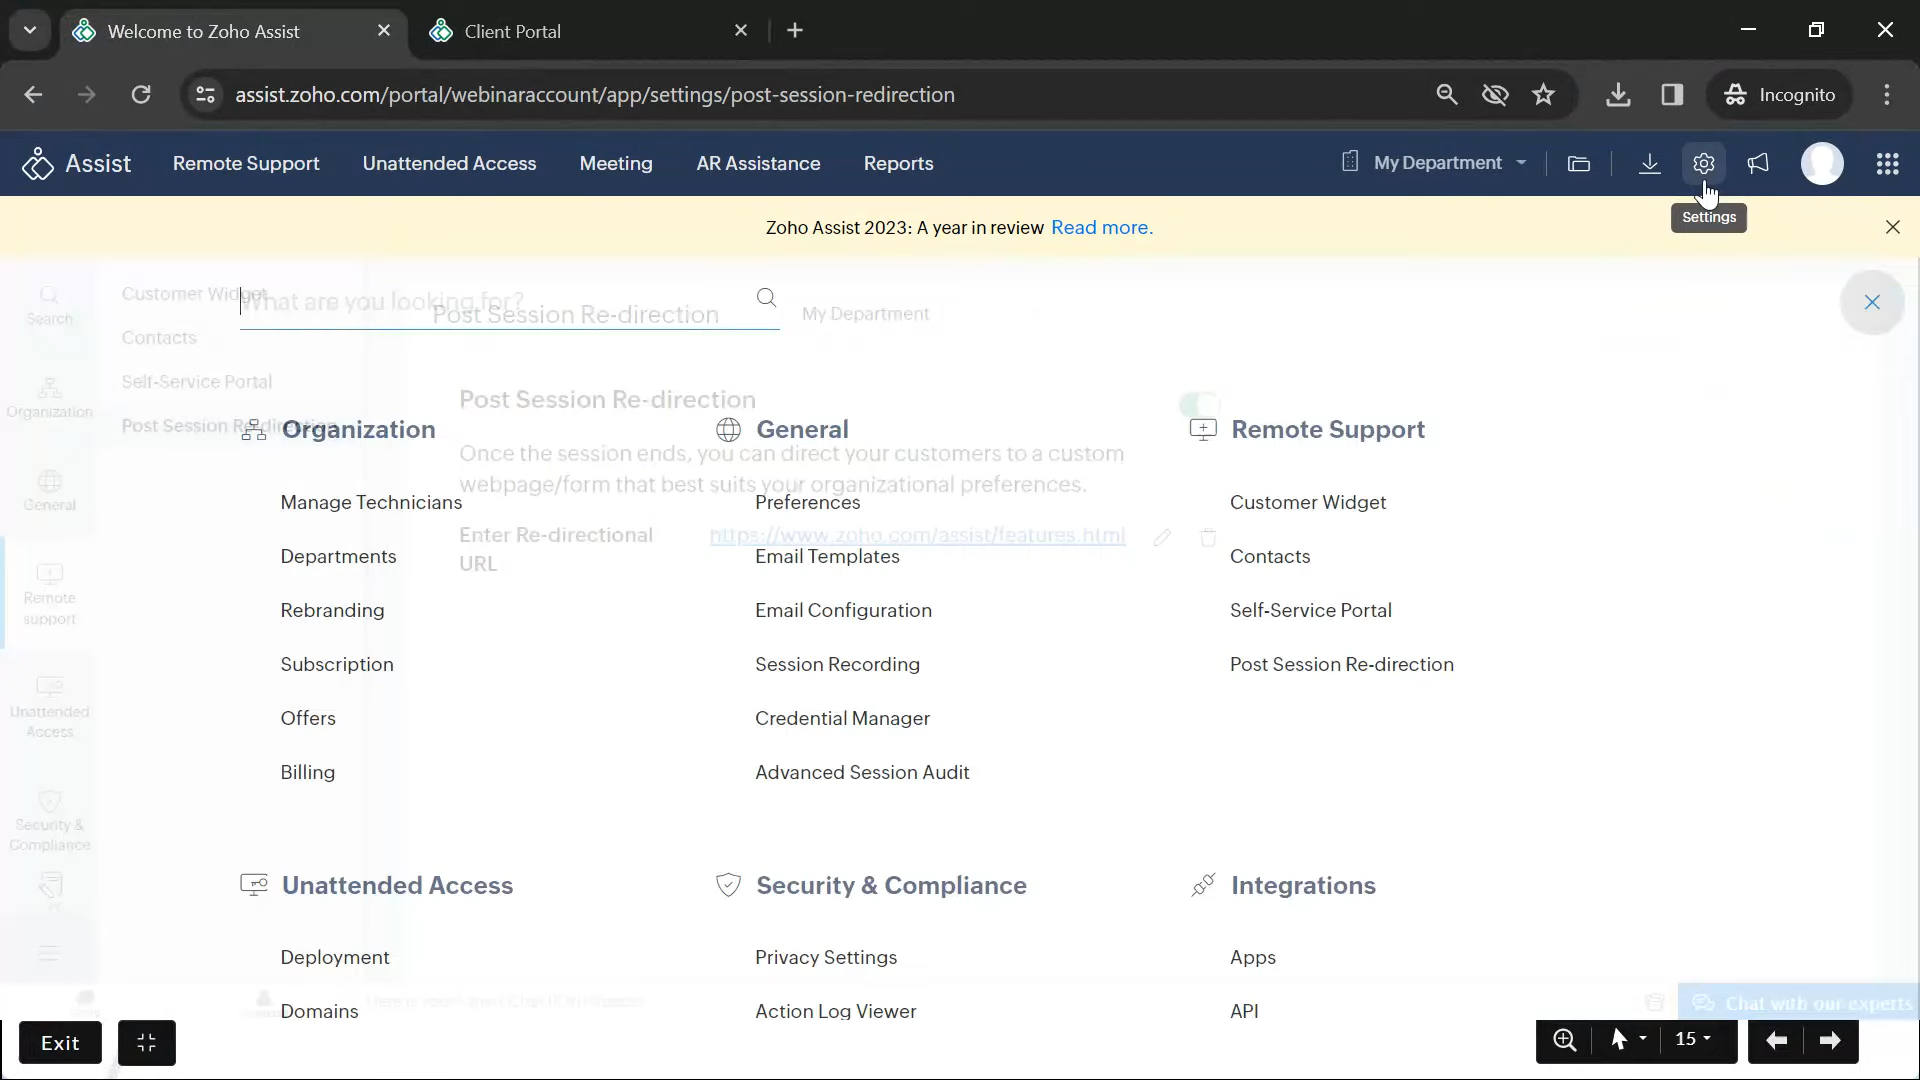 Welcome to Zoho Assist
Client Portal
assist.zoho.com/portal/webinaraccount/app/settings/post-session-redirection
Incognito
Assist
Remote Support
Unattended Access
Meeting
AR Assistance
Reports
My Department
Zoho Assist 2023: A year in review Read more.
Settings
Search
Customer Widget
What are you looking for?
Post Session Re-direction
My Department
Contacts
Self-Service Portal
Organization
Post Session Re-direction
Post Session Re-direction
Once the session ends, you can direct your customers to a custom
webpage/form that best suits your organizational preferences.
Enter Re-directional
URL
https://www.zoho.com/assist/features.html
General
Remote
support
Unattended
Access
Security &
Compliance
Organization
Manage Technicians
Departments
Rebranding
Subscription
Offers
Billing
General
Preferences
Email Templates
Email Configuration
Session Recording
Credential Manager
Advanced Session Audit
Remote Support
Customer Widget
Contacts
Self-Service Portal
Post Session Re-direction
Unattended Access
Deployment
Domains
Security & Compliance
Privacy Settings
Action Log Viewer
Integrations
Apps
API
Chat with our experts
Exit
15